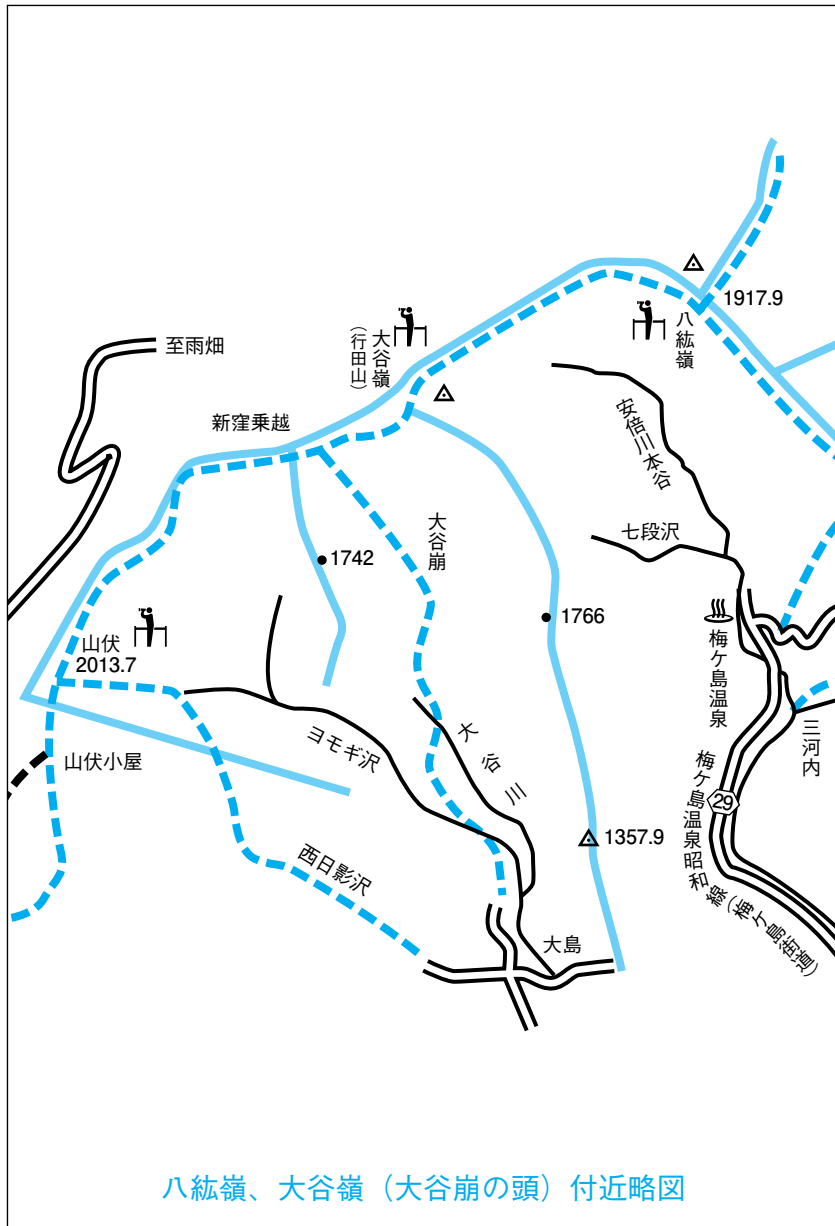 1917.9
八紘嶺
大谷嶺
(行田山)
至雨畑
新窪乗越
安倍川本谷
大谷崩
七段沢
1742
1766
梅ケ島温泉
山伏
2013.7
三河内
ヨモギ沢
大谷川
山伏小屋
29
梅ケ島温泉昭和線(梅ケ島街道)
1357.9
西日影沢
大島
八紘嶺、大谷嶺(大谷崩の頭)付近略図